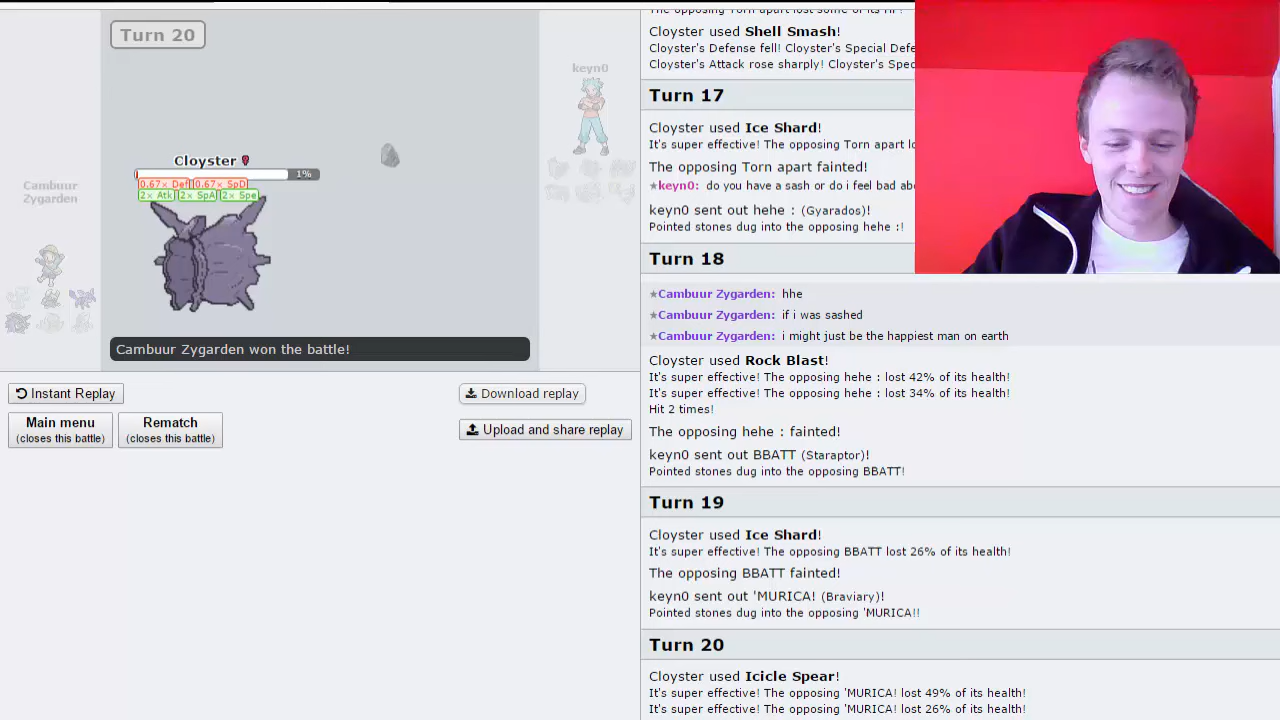 Turn 20
keyn0
Cambuur
Zygarden
Cloyster
1%
0.67× Def 0.67× SpD
2× Atk 2× SpA 2× Spe
Cambuur Zygarden won the battle!
Instant Replay
Download replay
Main menu
(closes this battle)
Rematch
(closes this battle)
Upload and share replay
The opposing Torn apart lost some of its HP!
Cloyster used Shell Smash!
Cloyster's Defense fell! Cloyster's Special Defe
Cloyster's Attack rose sharply! Cloyster's Spec
Turn 17
Cloyster used Ice Shard!
It's super effective! The opposing Torn apart lo
The opposing Torn apart fainted!
★keyn0: do you have a sash or do i feel bad abo
keyn0 sent out hehe : (Gyarados)!
Pointed stones dug into the opposing hehe :!
Turn 18
★Cambuur Zygarden: hhe
★Cambuur Zygarden: if i was sashed
★Cambuur Zygarden: i might just be the happiest man on earth
Cloyster used Rock Blast!
It's super effective! The opposing hehe : lost 42% of its health!
It's super effective! The opposing hehe : lost 34% of its health!
Hit 2 times!
The opposing hehe : fainted!
keyn0 sent out BBATT (Staraptor)!
Pointed stones dug into the opposing BBATT!
Turn 19
Cloyster used Ice Shard!
It's super effective! The opposing BBATT lost 26% of its health!
The opposing BBATT fainted!
keyn0 sent out 'MURICA! (Braviary)!
Pointed stones dug into the opposing 'MURICA!!
Turn 20
Cloyster used Icicle Spear!
It's super effective! The opposing 'MURICA! lost 49% of its health!
It's super effective! The opposing 'MURICA! lost 26% of its health!